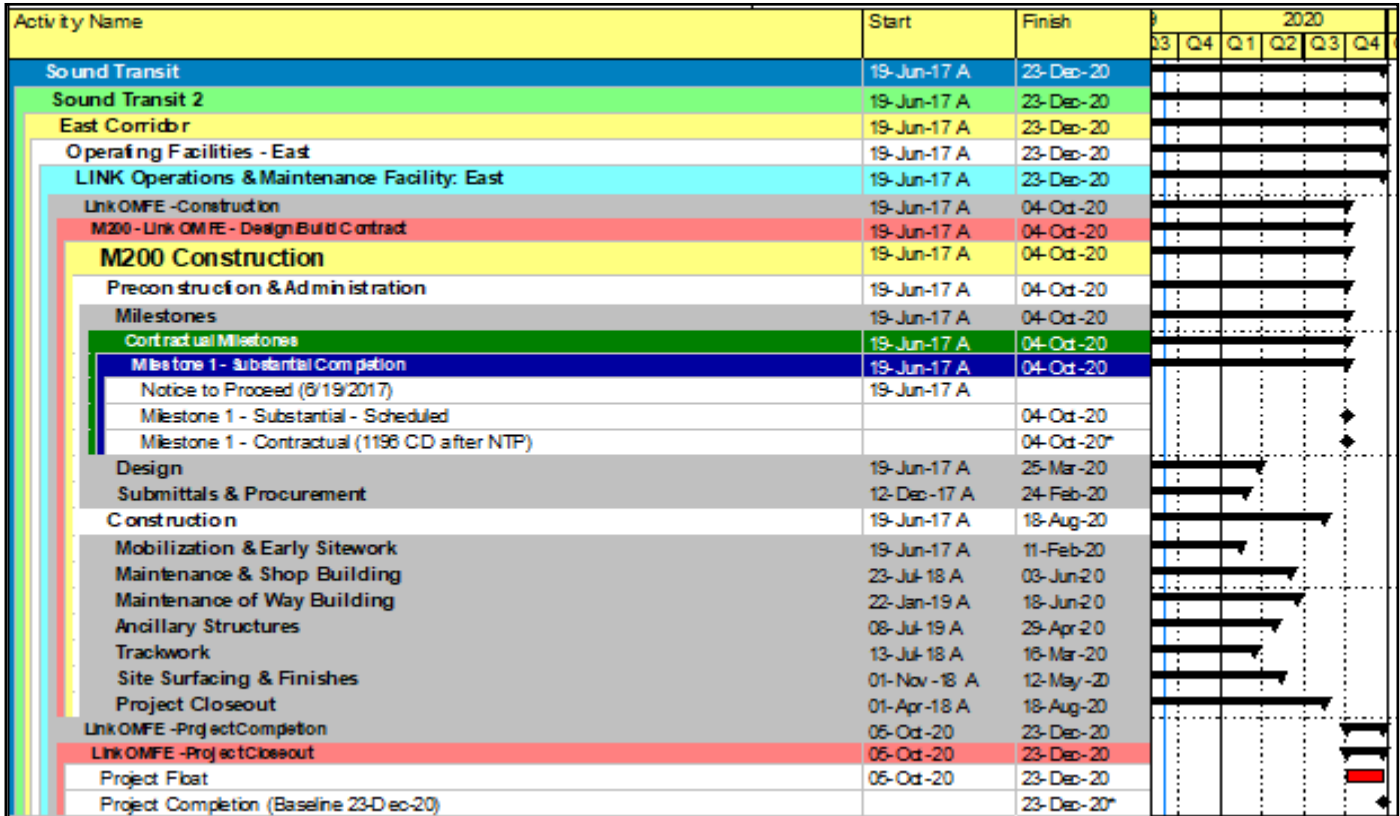 Activity Name Start Finish 9 2020
Q3 Q4 Q1 Q2 Q3 Q4
Sound Transit 19-Jun-17 A 23-Dec-20
Sound Transit 2 19-Jun-17 A 23-Dec-20
East Corridor 19-Jun-17 A 23-Dec-20
Operating Facilities - East 19-Jun-17 A 23-Dec-20
LINK Operations & Maintenance Facility: East 19-Jun-17 A 23-Dec-20
Link OMFE - Construction 19-Jun-17 A 04-Oct-20
M200 - Link OMFE - Design/Build Contract 19-Jun-17 A 04-Oct-20
M200 Construction 19-Jun-17 A 04-Oct-20
Preconstruction & Administration 19-Jun-17 A 04-Oct-20
Milestones 19-Jun-17 A 04-Oct-20
Contractual Milestones 19-Jun-17 A 04-Oct-20
Milestone 1 - Substantial Completion 19-Jun-17 A 04-Oct-20
Notice to Proceed (6/19/2017) 19-Jun-17 A
Milestone 1 - Substantial - Scheduled 04-Oct-20
Milestone 1 - Contractual (1196 CD after NTP) 04-Oct-20*
Design 19-Jun-17 A 25-Mar-20
Submittals & Procurement 12-Dec-17 A 24-Feb-20
Construction 19-Jun-17 A 18-Aug-20
Mobilization & Early Sitework 19-Jun-17 A 11-Feb-20
Maintenance & Shop Building 23-Jul-18 A 03-Jun-20
Maintenance of Way Building 22-Jan-19 A 18-Jun-20
Ancillary Structures 08-Jul-19 A 29-Apr-20
Trackwork 13-Jul-18 A 16-Mar-20
Site Surfacing & Finishes 01-Nov-18 A 12-May-20
Project Closeout 01-Apr-18 A 18-Aug-20
Link OMFE - Project Completion 05-Oct-20 23-Dec-20
Link OMFE - Project Closeout 05-Oct-20 23-Dec-20
Project Float 05-Oct-20 23-Dec-20
Project Completion (Baseline 23-Dec-20) 23-Dec-20*